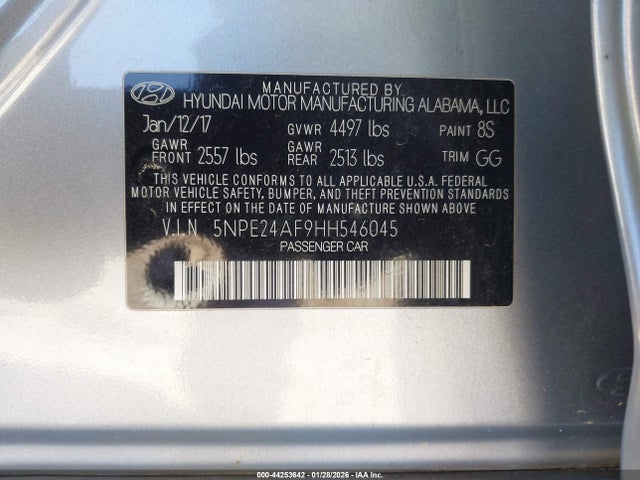 MANUFACTURED BY
HYUNDAI MOTOR MANUFACTURING ALABAMA, LLC
Jan/12/17 GVWR 4497 lbs PAINT 8S
GAWR FRONT 2557 lbs GAWR REAR 2513 lbs TRIM GG
THIS VEHICLE CONFORMS TO ALL APPLICABLE U.S.A. FEDERAL
MOTOR VEHICLE SAFETY, BUMPER, AND THEFT PREVENTION STANDARDS
IN EFFECT ON THE DATE OF MANUFACTURE SHOWN ABOVE.
V.I.N 5NPE24AF9HH546045
PASSENGER CAR
000-44253642 - 01/28/2026 - IAA Inc.